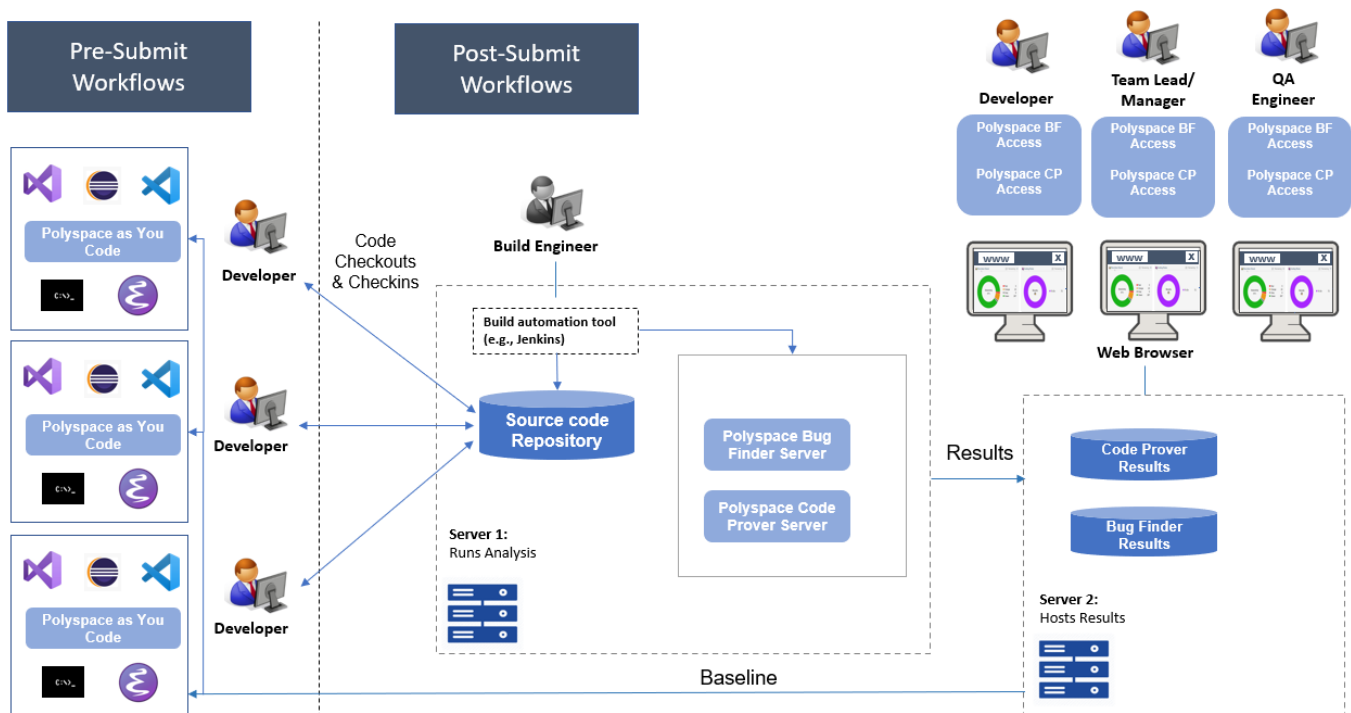 Pre-Submit
Workflows
Post-Submit
Workflows
Developer
Team Lead/
Manager
QA
Engineer
Polyspace BF
Access
Polyspace CP
Access
Polyspace BF
Access
Polyspace CP
Access
Polyspace BF
Access
Polyspace CP
Access
www
X
www
X
www
X
Web Browser
Polyspace as You
Code
C:\>_
Developer
Polyspace as You
Code
C:\>_
Developer
Polyspace as You
Code
C:\>_
Developer
Code
Checkouts
& Checkins
Build Engineer
Build automation tool
(e.g., Jenkins)
Source code
Repository
Polyspace Bug
Finder Server
Polyspace Code
Prover Server
Server 1:
Runs Analysis
Results
Code Prover
Results
Bug Finder
Results
Server 2:
Hosts Results
Baseline